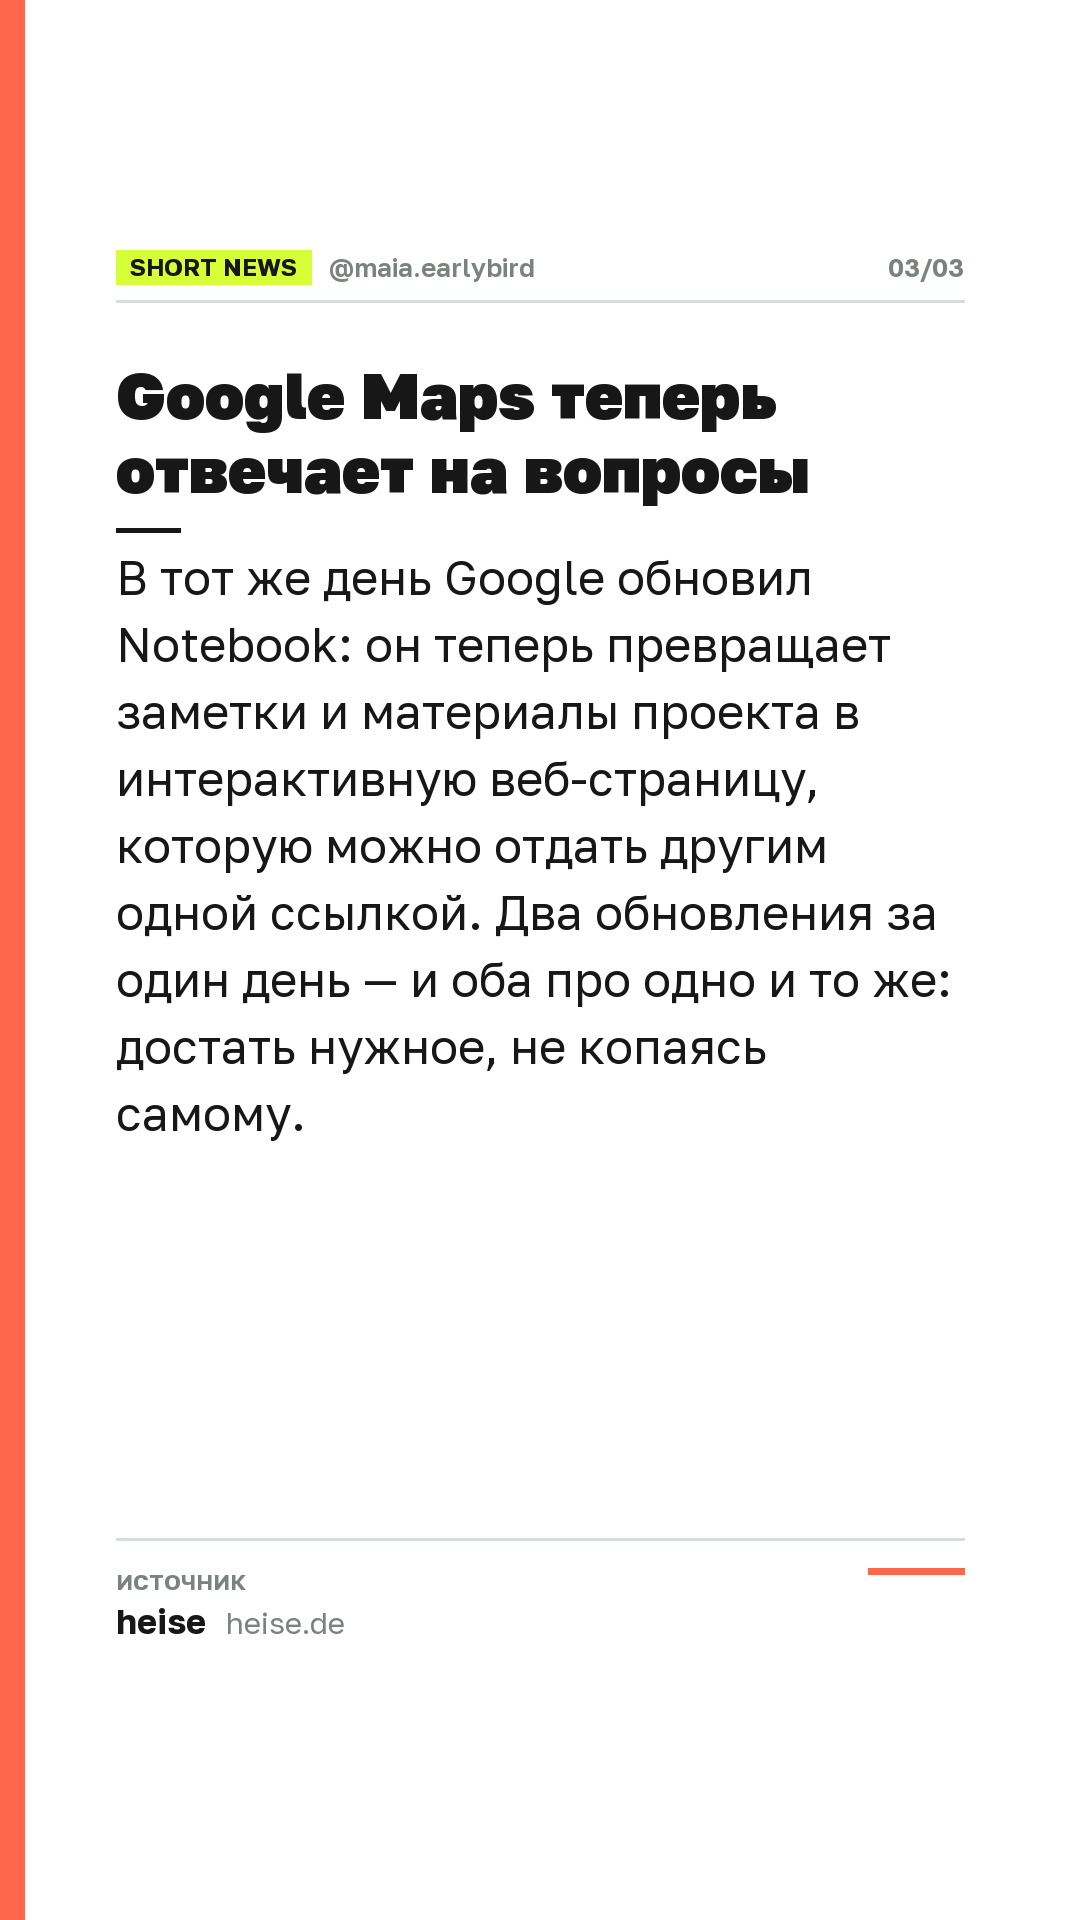 SHORT NEWS @maia.earlybird 03/03
Google Maps теперь
отвечает на вопросы
В тот же день Google обновил
Notebook: он теперь превращает
заметки и материалы проекта в
интерактивную веб-страницу,
которую можно отдать другим
одной ссылкой. Два обновления за
один день — и оба про одно и то же:
достать нужное, не копаясь
самому.
источник
heise heise.de